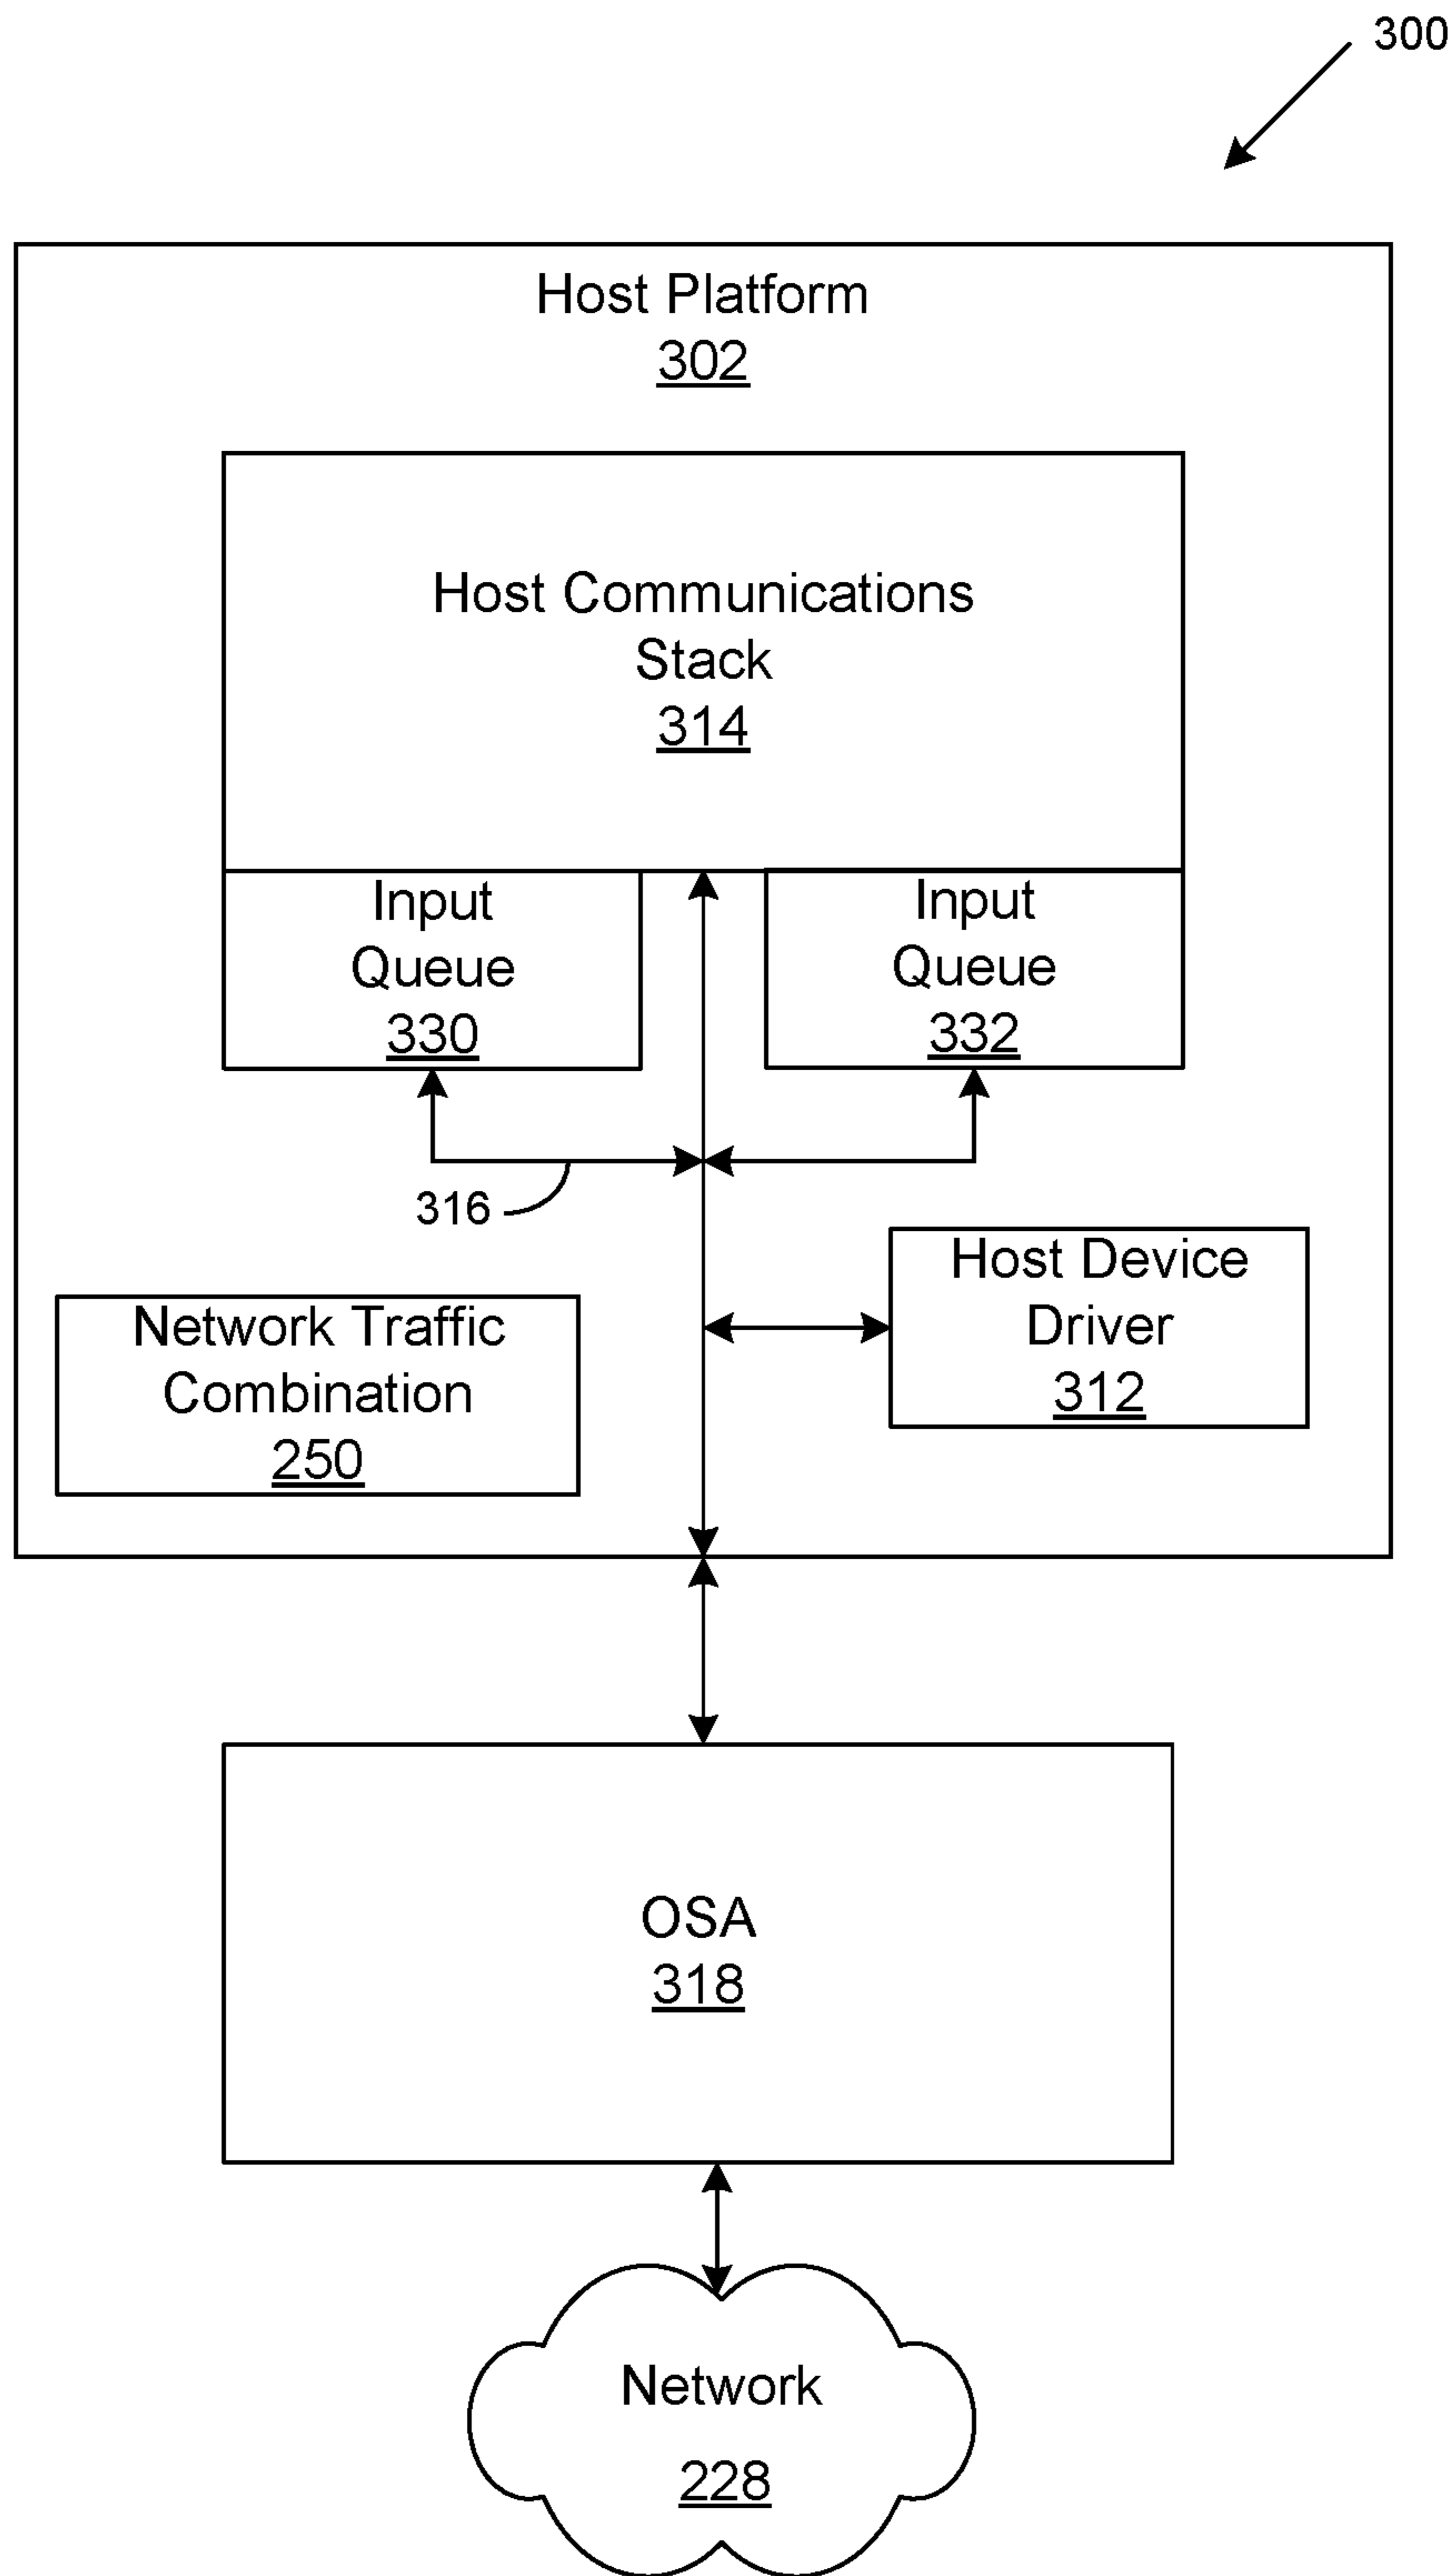 300
Host Platform
302
Host Communications
Stack
314
Input
Queue
330
Input
Queue
332
316
Host Device
Driver
312
Network Traffic
Combination
250
OSA
318
Network
228